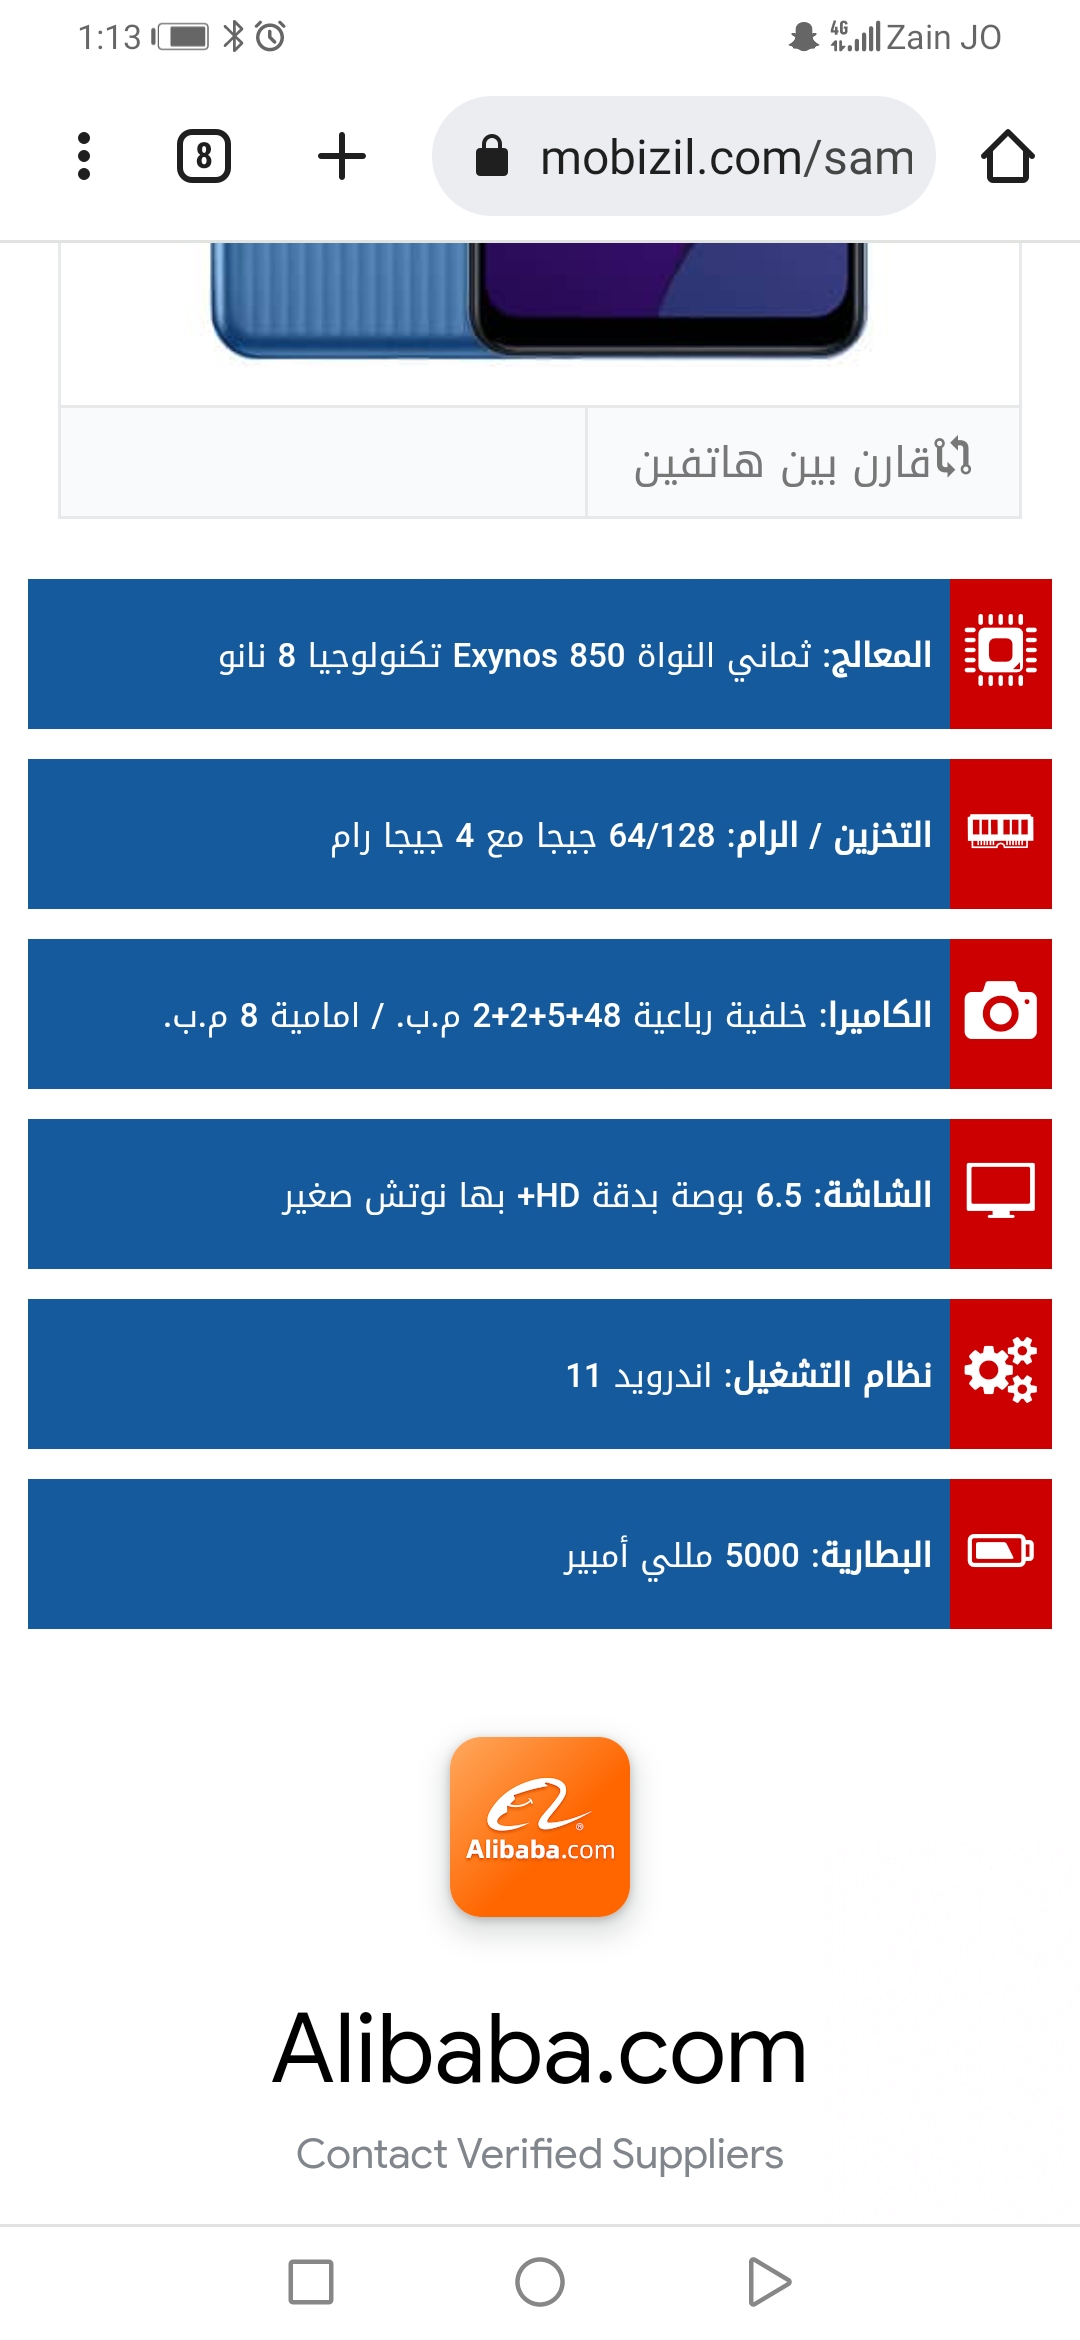 1:13
4G
Zain JO
8
mobizil.com/sam
قارن بين هاتفين
المعالج: ثماني النواة Exynos 850 تكنولوجيا 8 نانو
التخزين / الرام: 64/128 جيجا مع 4 جيجا رام
الكاميرا: خلفية رباعية 48+5+2+2 م.ب. / امامية 8 م.ب.
الشاشة: 6.5 بوصة بدقة HD+ بها نوتش صغير
نظام التشغيل: اندرويد 11
البطارية: 5000 مللي أمبير
Alibaba.com
Alibaba.com
Contact Verified Suppliers